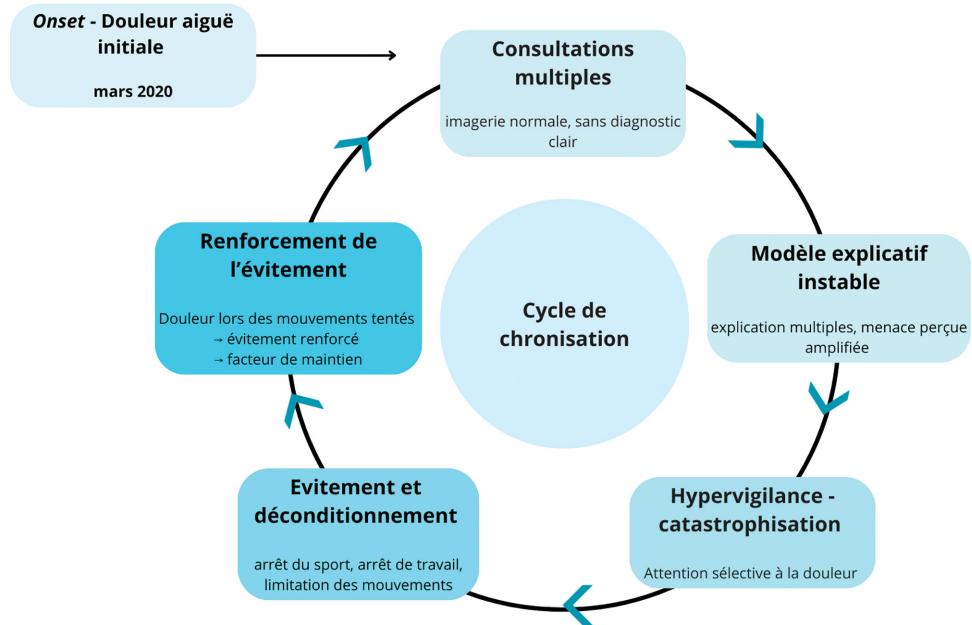 Onset - Douleur aiguë
initiale
mars 2020
Consultations
multiples
imagerie normale, sans diagnostic
clair
Modèle explicatif
instable
explication multiples, menace perçue
amplifiée
Hypervigilance -
catastrophisation
Attention sélective à la douleur
Evitement et
déconditionnement
arrêt du sport, arrêt de travail,
limitation des mouvements
Renforcement de
l’évitement
Douleur lors des mouvements tentés
→ évitement renforcé
→ facteur de maintien
Cycle de
chronisation